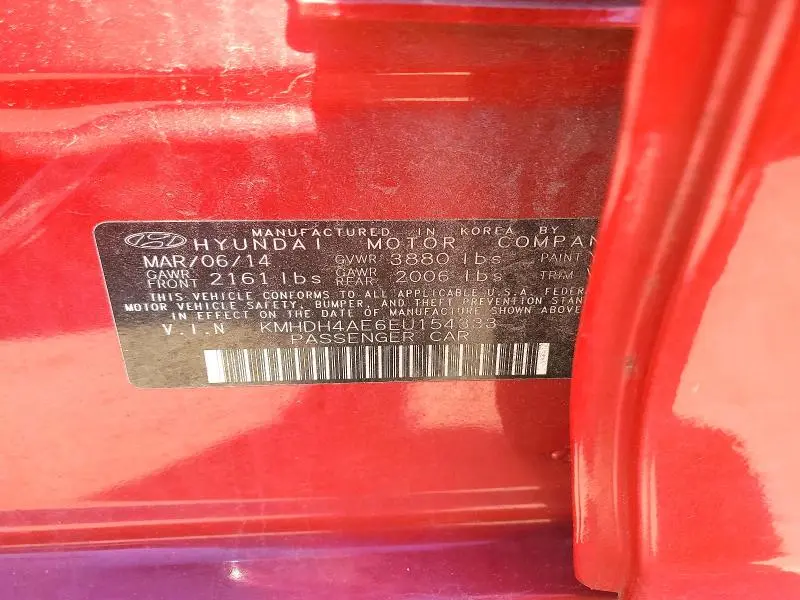 MANUFACTURED IN KOREA BY
HYUNDAI MOTOR COMPAN
MAR/06/14 GVWR 3880 lbs PAINT
GAWR FRONT 2161 lbs GAWR REAR 2006 lbs TRIM
THIS VEHICLE CONFORMS TO ALL APPLICABLE U.S.A. FEDER
MOTOR VEHICLE SAFETY, BUMPER, AND THEFT PREVENTION STAN
IN EFFECT ON THE DATE OF MANUFACTURE SHOWN ABOVE
V.I.N KMHDH4AE6EU154333
PASSENGER CAR